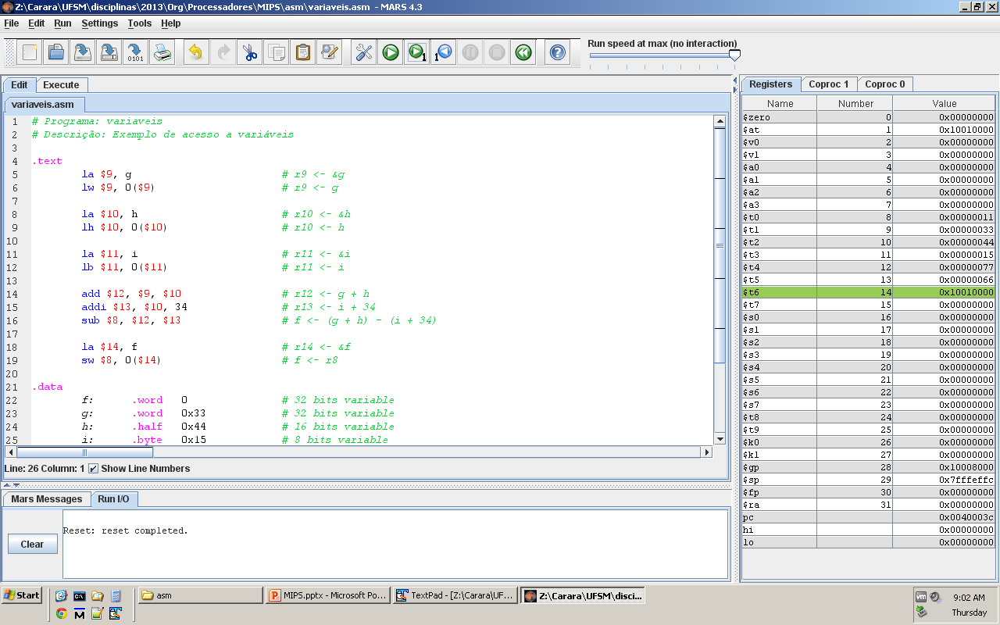 Z:\Carara\UFSM\disciplinas\2013\Org\Processadores\MIPS\asm\variaveis.asm - MARS 4.3
File Edit Run Settings Tools Help
Run speed at max (no interaction)
Edit Execute
variaveis.asm
1 # Programa: variaveis
2 # Descrição: Exemplo de acesso a variáveis
3
4 .text
5 la $9, g # r9 <- &g
6 lw $9, 0($9) # r9 <- g
7
8 la $10, h # r10 <- &h
9 lh $10, 0($10) # r10 <- h
10
11 la $11, i # r11 <- &i
12 lb $11, 0($11) # r11 <- i
13
14 add $12, $9, $10 # r12 <- g + h
15 addi $13, $10, 34 # r13 <- i + 34
16 sub $8, $12, $13 # f <- (g + h) - (i + 34)
17
18 la $14, f # r14 <- &f
19 sw $8, 0($14) # f <- r8
20
21 .data
22 f: .word 0 # 32 bits variable
23 g: .word 0x33 # 32 bits variable
24 h: .half 0x44 # 16 bits variable
25 i: .byte 0x15 # 8 bits variable
Line: 26 Column: 1 Show Line Numbers
Mars Messages Run I/O
Clear
Reset: reset completed.
Registers Coproc 1 Coproc 0
Name Number Value
$zero 0 0x00000000
$at 1 0x10010000
$v0 2 0x00000000
$v1 3 0x00000000
$a0 4 0x00000000
$a1 5 0x00000000
$a2 6 0x00000000
$a3 7 0x00000000
$t0 8 0x00000011
$t1 9 0x00000033
$t2 10 0x00000044
$t3 11 0x00000015
$t4 12 0x00000077
$t5 13 0x00000066
$t6 14 0x10010000
$t7 15 0x00000000
$s0 16 0x00000000
$s1 17 0x00000000
$s2 18 0x00000000
$s3 19 0x00000000
$s4 20 0x00000000
$s5 21 0x00000000
$s6 22 0x00000000
$s7 23 0x00000000
$t8 24 0x00000000
$t9 25 0x00000000
$k0 26 0x00000000
$k1 27 0x00000000
$gp 28 0x10008000
$sp 29 0x7fffeffc
$fp 30 0x00000000
$ra 31 0x00000000
pc 0x0040003c
hi 0x00000000
lo 0x00000000
Start asm MIPS.pptx - Microsoft Po... TextPad - [Z:\Carara\UF... Z:\Carara\UFSM\disci...
9:02 AM
Thursday